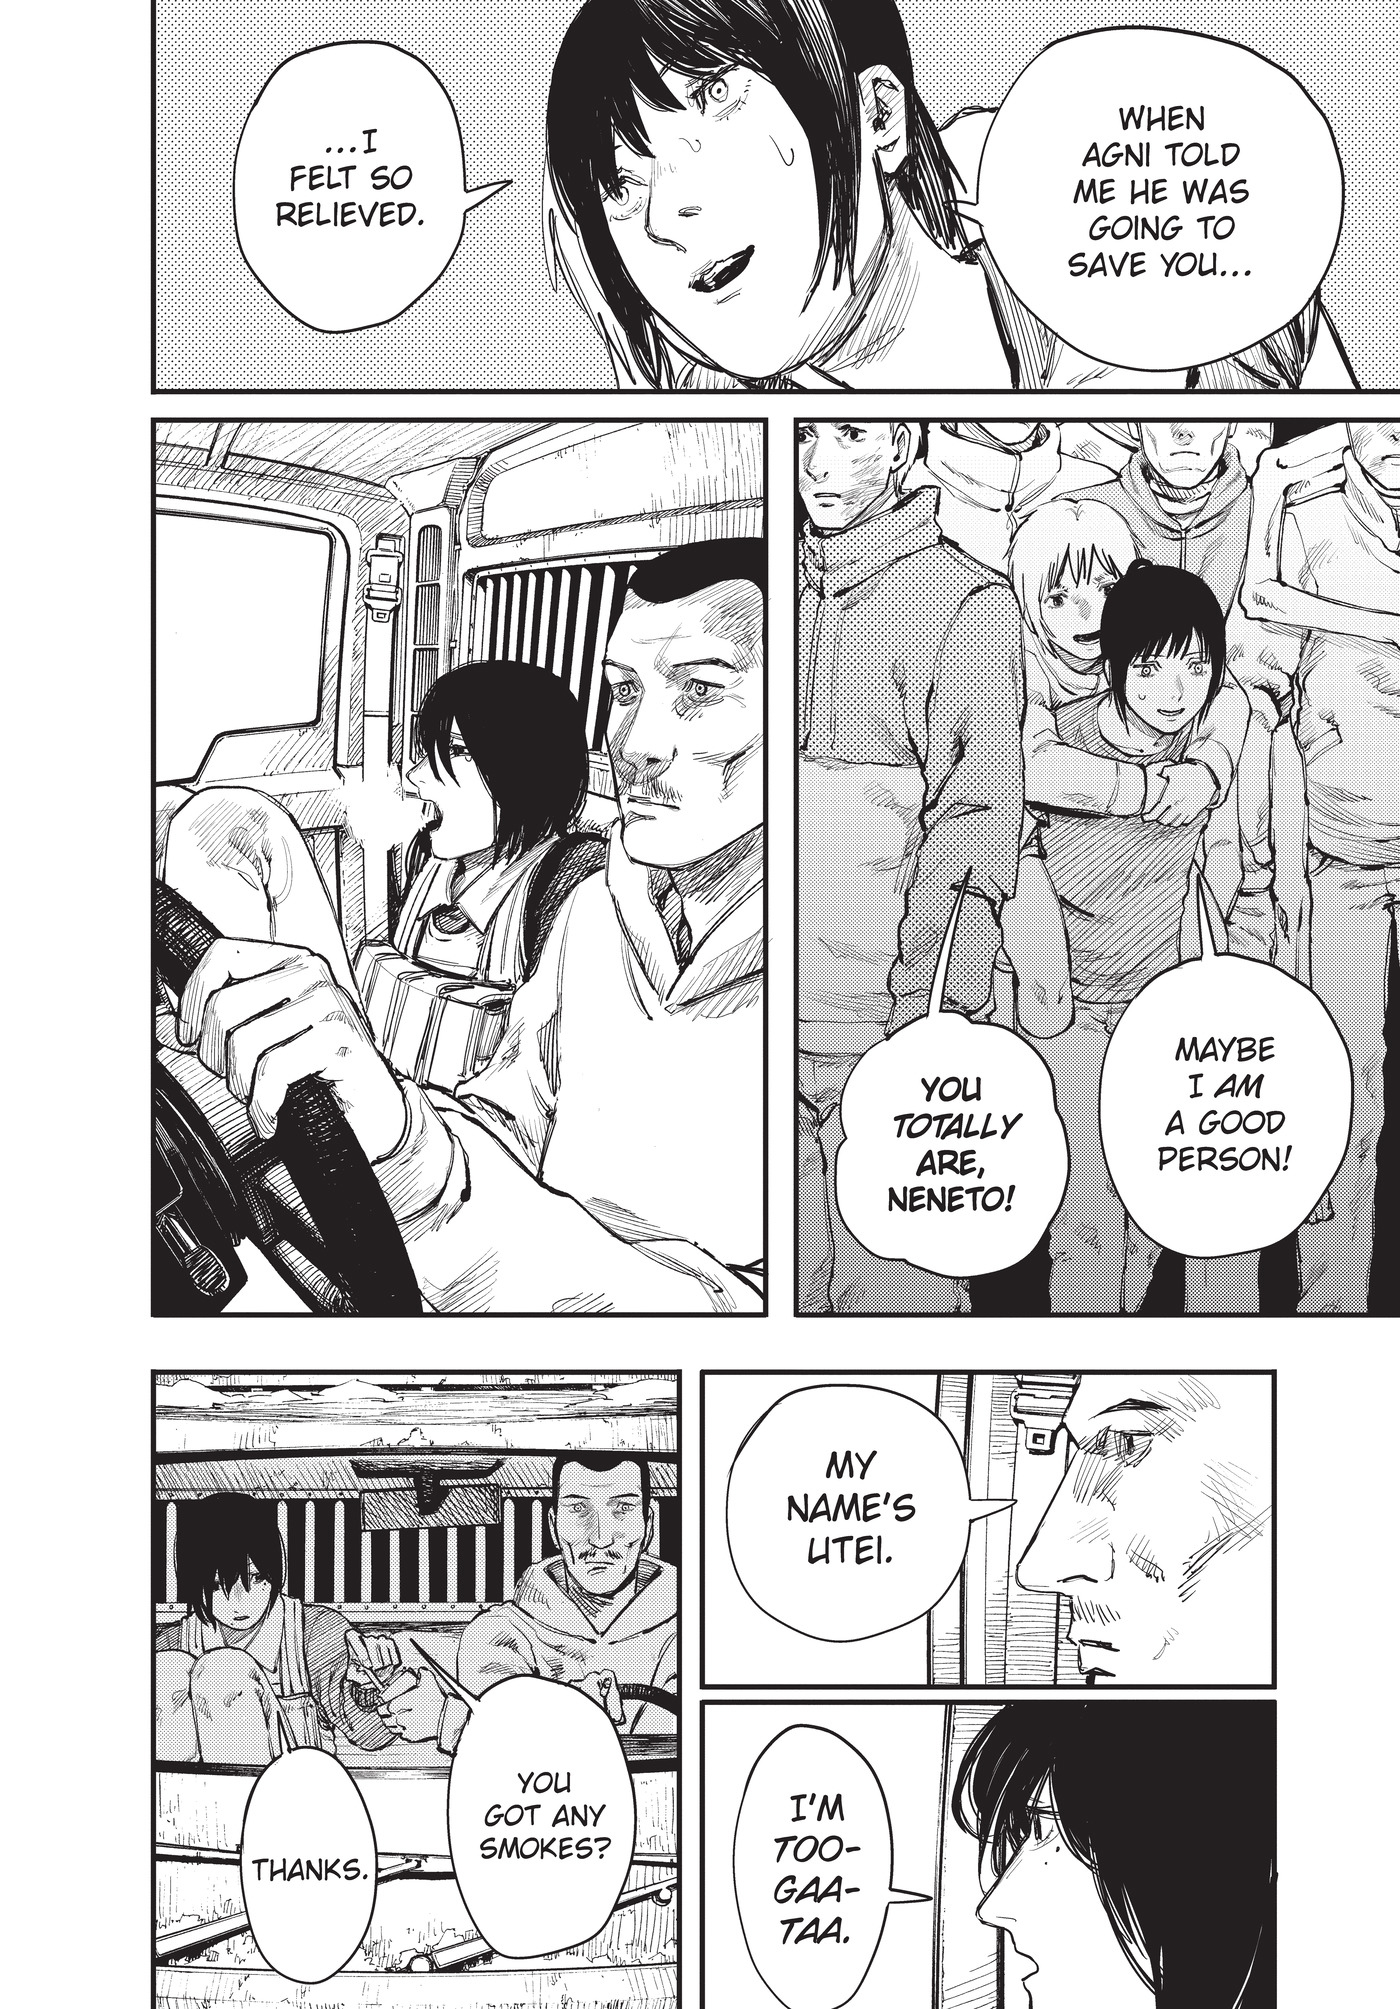 WHEN
AGNI TOLD
ME HE WAS
GOING TO
SAVE YOU...
...I
FELT SO
RELIEVED.
MAYBE
I AM
A GOOD
PERSON!
YOU
TOTALLY
ARE,
NENETO!
MY
NAME'S
UTEI.
I'M
TOO-
GAA-
TAA.
YOU
GOT ANY
SMOKES?
THANKS.